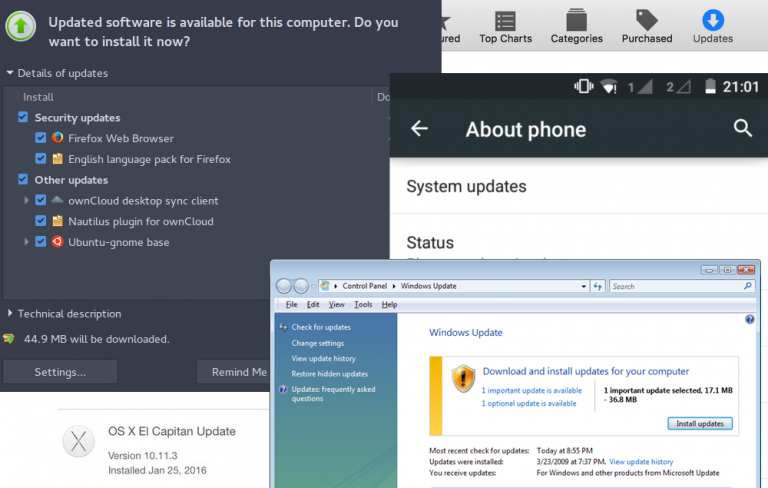 Updated software is available for this computer. Do you
want to install it now?
Details of updates
Install
Security updates
Firefox Web Browser
English language pack for Firefox
Other updates
ownCloud desktop sync client
Nautilus plugin for ownCloud
Ubuntu-gnome base
Technical description
44.9 MB will be downloaded.
Settings...
Remind Me
Top Charts
Categories
Purchased
Updates
1
2
21:01
About phone
System updates
Status
OS X El Capitan Update
Version 10.11.3
Installed Jan 25, 2016
Control Panel
Windows Update
Search
File Edit View Tools Help
Check for updates
Change settings
View update history
Restore hidden updates
Updates: frequently asked
questions
Windows Update
Download and install updates for your computer
1 important update is available
1 optional update is available
1 important update selected, 17.1 MB
- 36.8 MB
Install updates
Most recent check for updates: Today at 8:55 PM
Updates were installed: 3/23/2009 at 7:37 PM. View update history
You receive updates: For Windows and other products from Microsoft Update